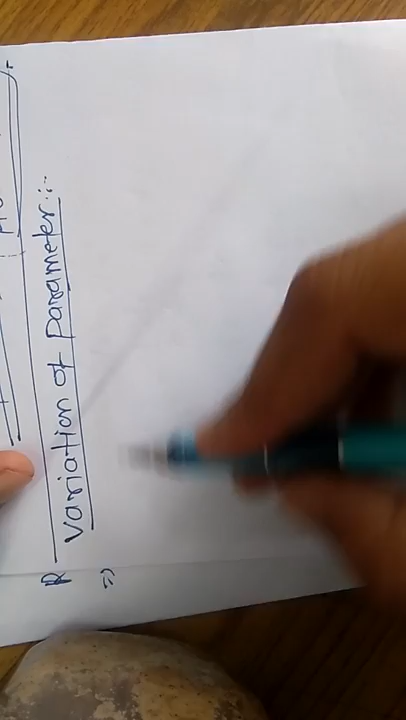 Variation of parameter:-
=>